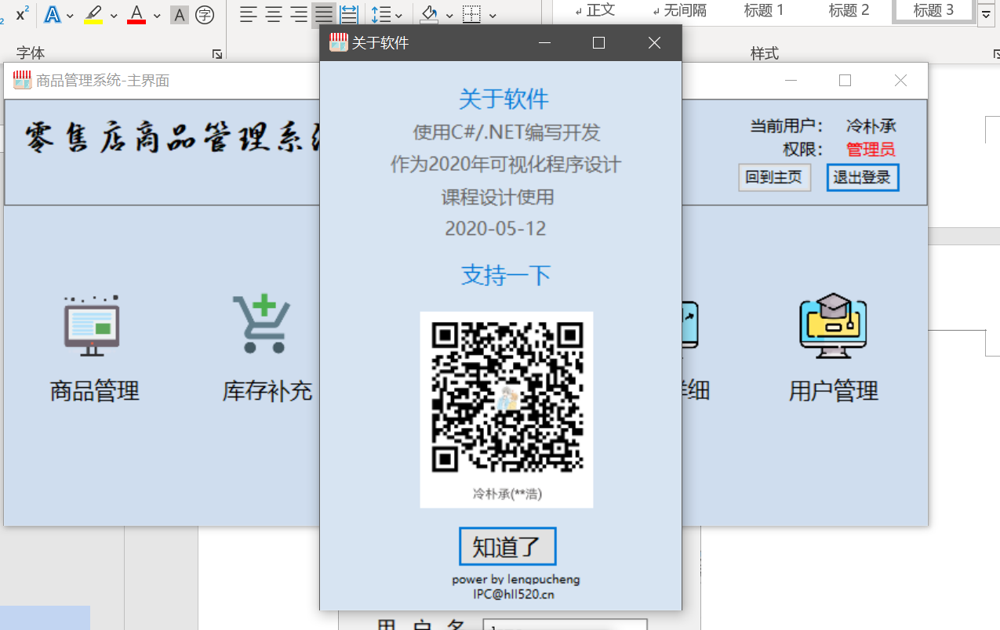 x²
A
A
A
字
正文
无间隔
标题 1
标题 2
标题 3
字体
样式
关于软件
商品管理系统-主界面
零售店商品管理系
当前用户： 冷朴承
权限： 管理员
回到主页
退出登录
关于软件
使用C#/.NET编写开发
作为2020年可视化程序设计
课程设计使用
2020-05-12
支持一下
冷朴承(**浩)
知道了
power by lengpucheng
IPC@hll520.cn
商品管理
库存补充
详细
用户管理
用 户 名